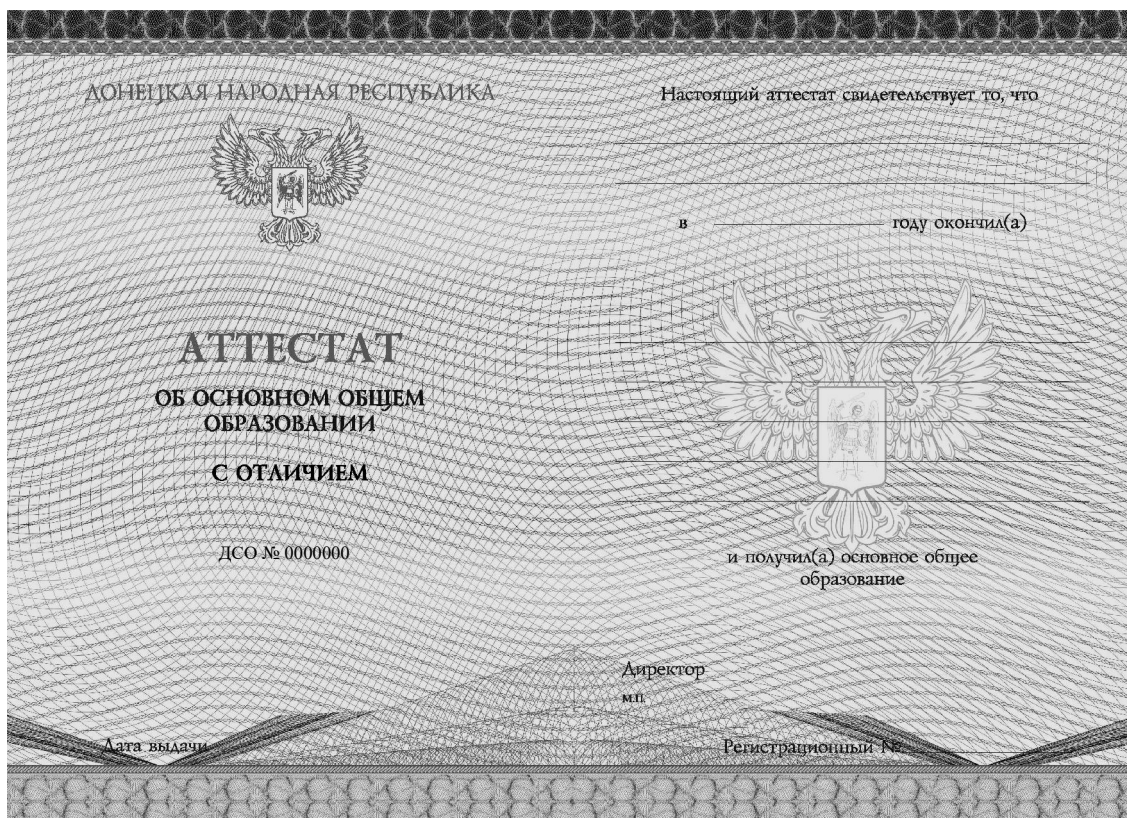 ДОНЕЦКАЯ НАРОДНАЯ РЕСПУБЛИКА
АТТЕСТАТ
ОБ ОСНОВНОМ ОБЩЕМ
ОБРАЗОВАНИИ
С ОТЛИЧИЕМ
ДСО № 0000000
Дата выдачи
Настоящий аттестат свидетельствует то, что
в году окончил(а)
и получил(а) основное общее
образование
Директор
м.п.
Регистрационный №